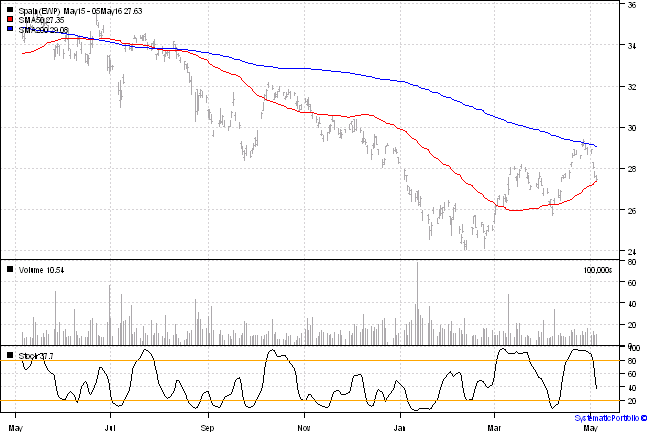 Spain (EWP) May15 - 05May16:27.63
SMA50:27.35
SMA200:29.08
36
34
32
30
28
26
24
Volume 10.54
100,000s
80
60
40
20
0
Stoch 37.7
100
80
60
40
20
May Jul Sep Nov Jan Mar May
SystematicPortfolio ©